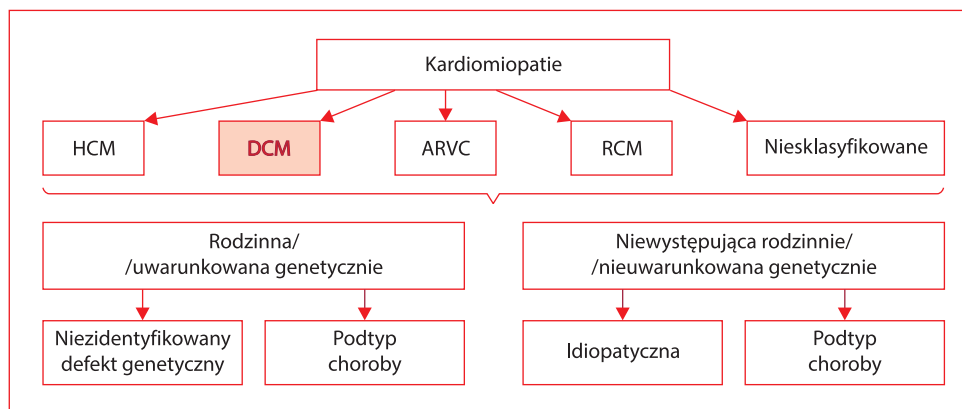 Kardiomiopatie
HCM
DCM
ARVC
RCM
Niesklasyfikowane
Rodzinna/
/uwarunkowana genetycznie
Niewystępująca rodzinnie/
/nieuwarunkowana genetycznie
Niezidentyfikowany
defekt genetyczny
Podtyp
choroby
Idiopatyczna
Podtyp
choroby